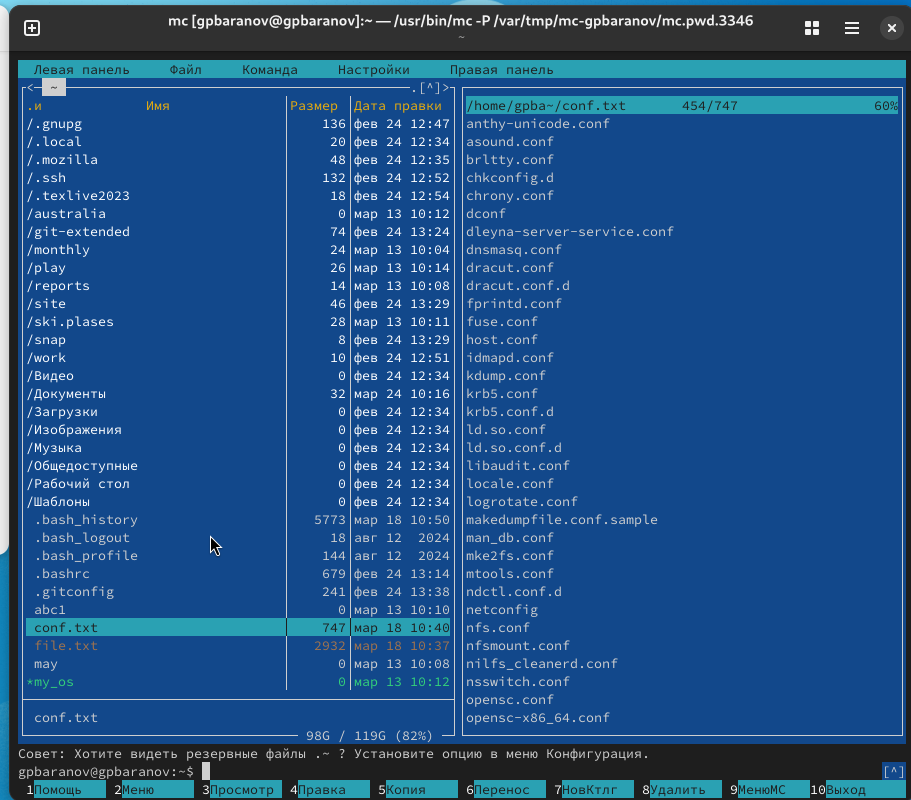 mc [gpbaranov@gpbaranov]:~ — /usr/bin/mc -P /var/tmp/mc-gpbaranov/mc.pwd.3346
~
Левая панель Файл Команда Настройки Правая панель
<─ ~ .[^]>
.и Имя Размер Дата правки
/.gnupg 136 фев 24 12:47
/.local 20 фев 24 12:34
/.mozilla 48 фев 24 12:35
/.ssh 132 фев 24 12:52
/.texlive2023 18 фев 24 12:54
/australia 0 мар 13 10:12
/git-extended 74 фев 24 13:24
/monthly 24 мар 13 10:04
/play 26 мар 13 10:14
/reports 14 мар 13 10:08
/site 46 фев 24 13:29
/ski.plases 28 мар 13 10:11
/snap 8 фев 24 13:29
/work 10 фев 24 12:51
/Видео 0 фев 24 12:34
/Документы 32 мар 24 10:16
/Загрузки 0 фев 24 12:34
/Изображения 0 фев 24 12:34
/Музыка 0 фев 24 12:34
/Общедоступные 0 фев 24 12:34
/Рабочий стол 0 фев 24 12:34
/Шаблоны 0 фев 24 12:34
.bash_history 5773 мар 18 10:50
.bash_logout 18 авг 12 2024
.bash_profile 144 авг 12 2024
.bashrc 679 фев 24 13:14
.gitconfig 241 фев 24 13:38
abc1 0 мар 13 10:10
conf.txt 747 мар 18 10:40
file.txt 2932 мар 18 10:37
may 0 мар 13 10:08
*my_os 0 мар 13 10:12
conf.txt
98G / 119G (82%)
/home/gpba~/conf.txt 454/747 60%
anthy-unicode.conf
asound.conf
brltty.conf
chkconfig.d
chrony.conf
dconf
dleyna-server-service.conf
dnsmasq.conf
dracut.conf
dracut.conf.d
fprintd.conf
fuse.conf
host.conf
idmapd.conf
kdump.conf
krb5.conf
krb5.conf.d
ld.so.conf
ld.so.conf.d
libaudit.conf
locale.conf
logrotate.conf
makedumpfile.conf.sample
man_db.conf
mke2fs.conf
mtools.conf
ndctl.conf.d
netconfig
nfs.conf
nfsmount.conf
nilfs_cleanerd.conf
nsswitch.conf
opensc.conf
opensc-x86_64.conf
Совет: Хотите видеть резервные файлы .~ ? Установите опцию в меню Конфигурация.
gpbaranov@gpbaranov:~$ [^]
1Помощь 2Меню 3Просмотр 4Правка 5Копия 6Перенос 7НовКтлг 8Удалить 9МенюMC 10Выход